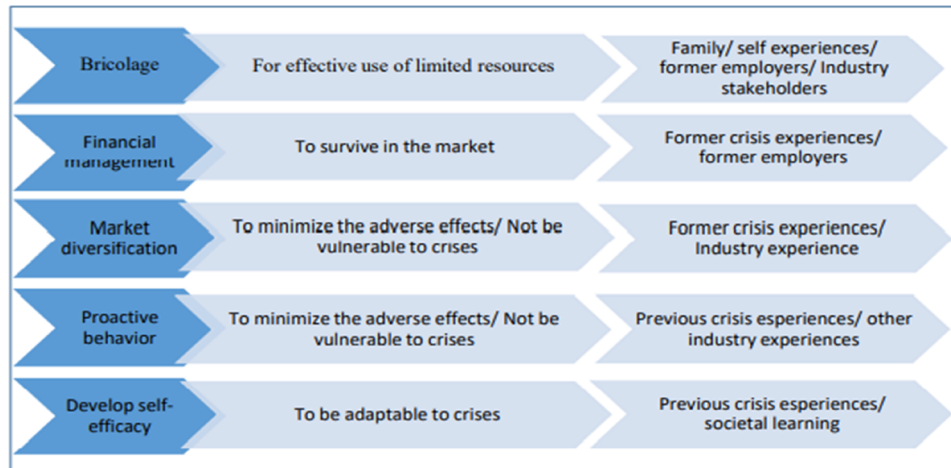 Bricolage
For effective use of limited resources
Family/ self experiences/
former employers/ Industry
stakeholders
Financial
management
To survive in the market
Former crisis experiences/
former employers
Market
diversification
To minimize the adverse effects/ Not be
vulnerable to crises
Former crisis experiences/
Industry experience
Proactive
behavior
To minimize the adverse effects/ Not be
vulnerable to crises
Previous crisis esperiences/ other
industry experiences
Develop self-
efficacy
To be adaptable to crises
Previous crisis esperiences/
societal learning